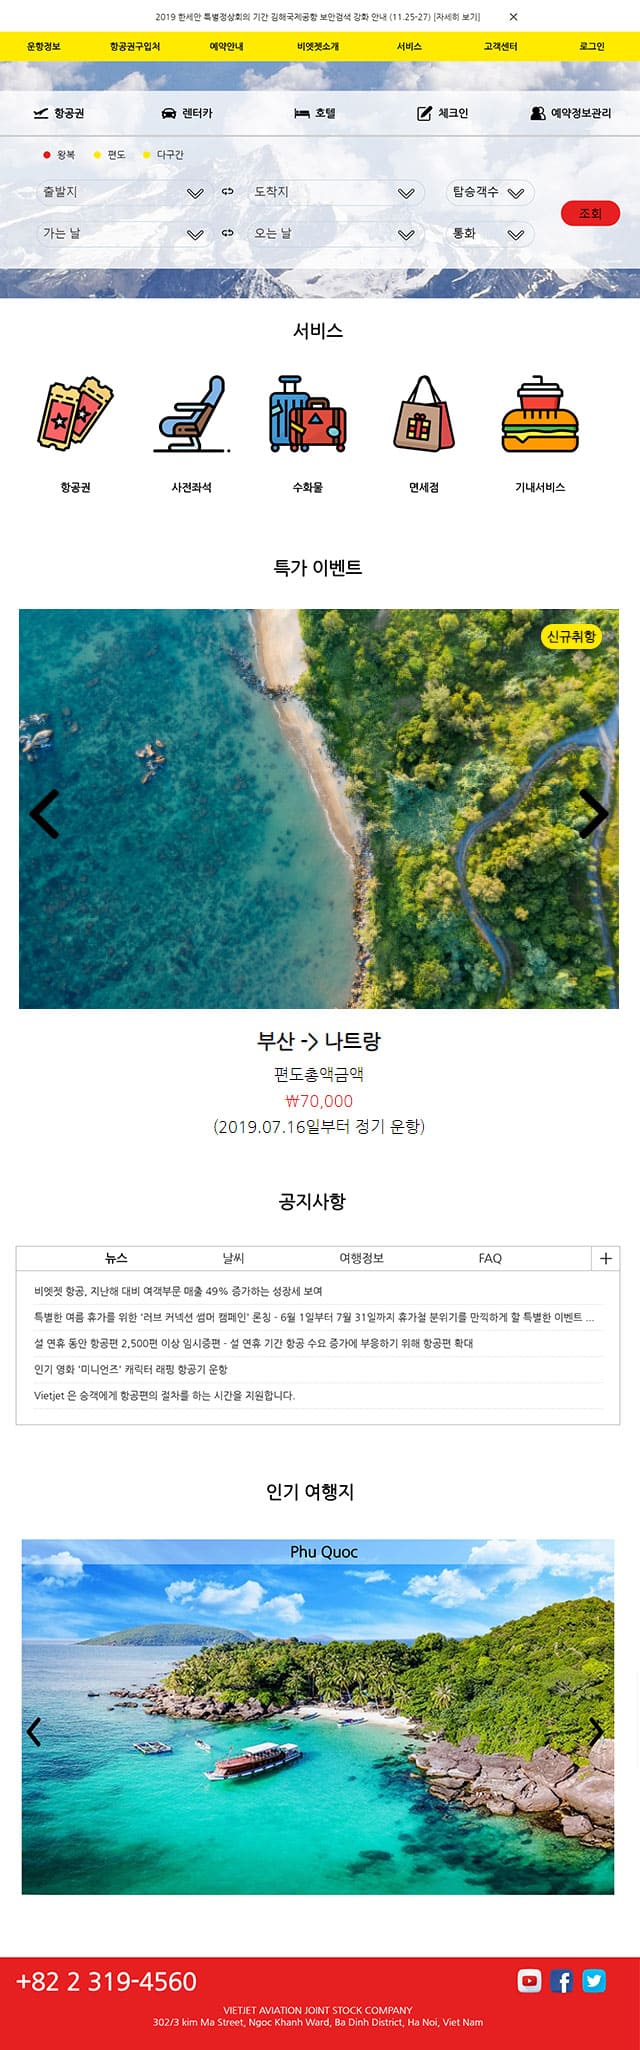 2019 한세안 특별정상회의 기간 김해국제공항 보안검색 강화 안내 (11.25-27) [자세히 보기] ✕
운항정보 항공권구입처 예약안내 비엣젯소개 서비스 고객센터 로그인
항공권 렌터카 호텔 체크인 예약정보관리
왕복 편도 다구간
출발지 도착지 탑승객수
조회
가는 날 오는 날 통화
서비스
항공권 사전좌석 수화물 면세점 기내서비스
특가 이벤트
신규취항
부산 -> 나트랑
편도총액금액
₩70,000
(2019.07.16일부터 정기 운항)
공지사항
뉴스 날씨 여행정보 FAQ +
비엣젯 항공, 지난해 대비 여객부문 매출 49% 증가하는 성장세 보여
특별한 여름 휴가를 위한 '러브 커넥션 썸머 캠페인' 론칭 - 6월 1일부터 7월 31일까지 휴가철 분위기를 만끽하게 할 특별한 이벤트 ...
설 연휴 동안 항공편 2,500편 이상 임시증편 - 설 연휴 기간 항공 수요 증가에 부응하기 위해 항공편 확대
인기 영화 '미니언즈' 캐릭터 래핑 항공기 운항
Vietjet 은 승객에게 항공편의 절차를 하는 시간을 지원합니다.
인기 여행지
Phu Quoc
+82 2 319-4560
VIETJET AVIATION JOINT STOCK COMPANY
302/3 kim Ma Street, Ngoc Khanh Ward, Ba Dinh District, Ha Noi, Viet Nam